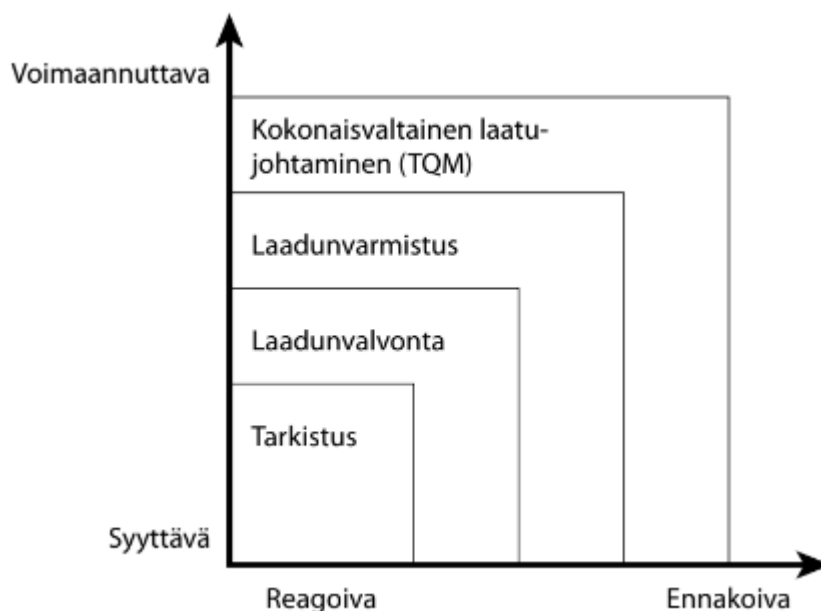 Voimaannuttava
Kokonaisvaltainen laatu-
johtaminen (TQM)
Laadunvarmistus
Laadunvalvonta
Tarkistus
Syyttävä
Reagoiva
Ennakoiva